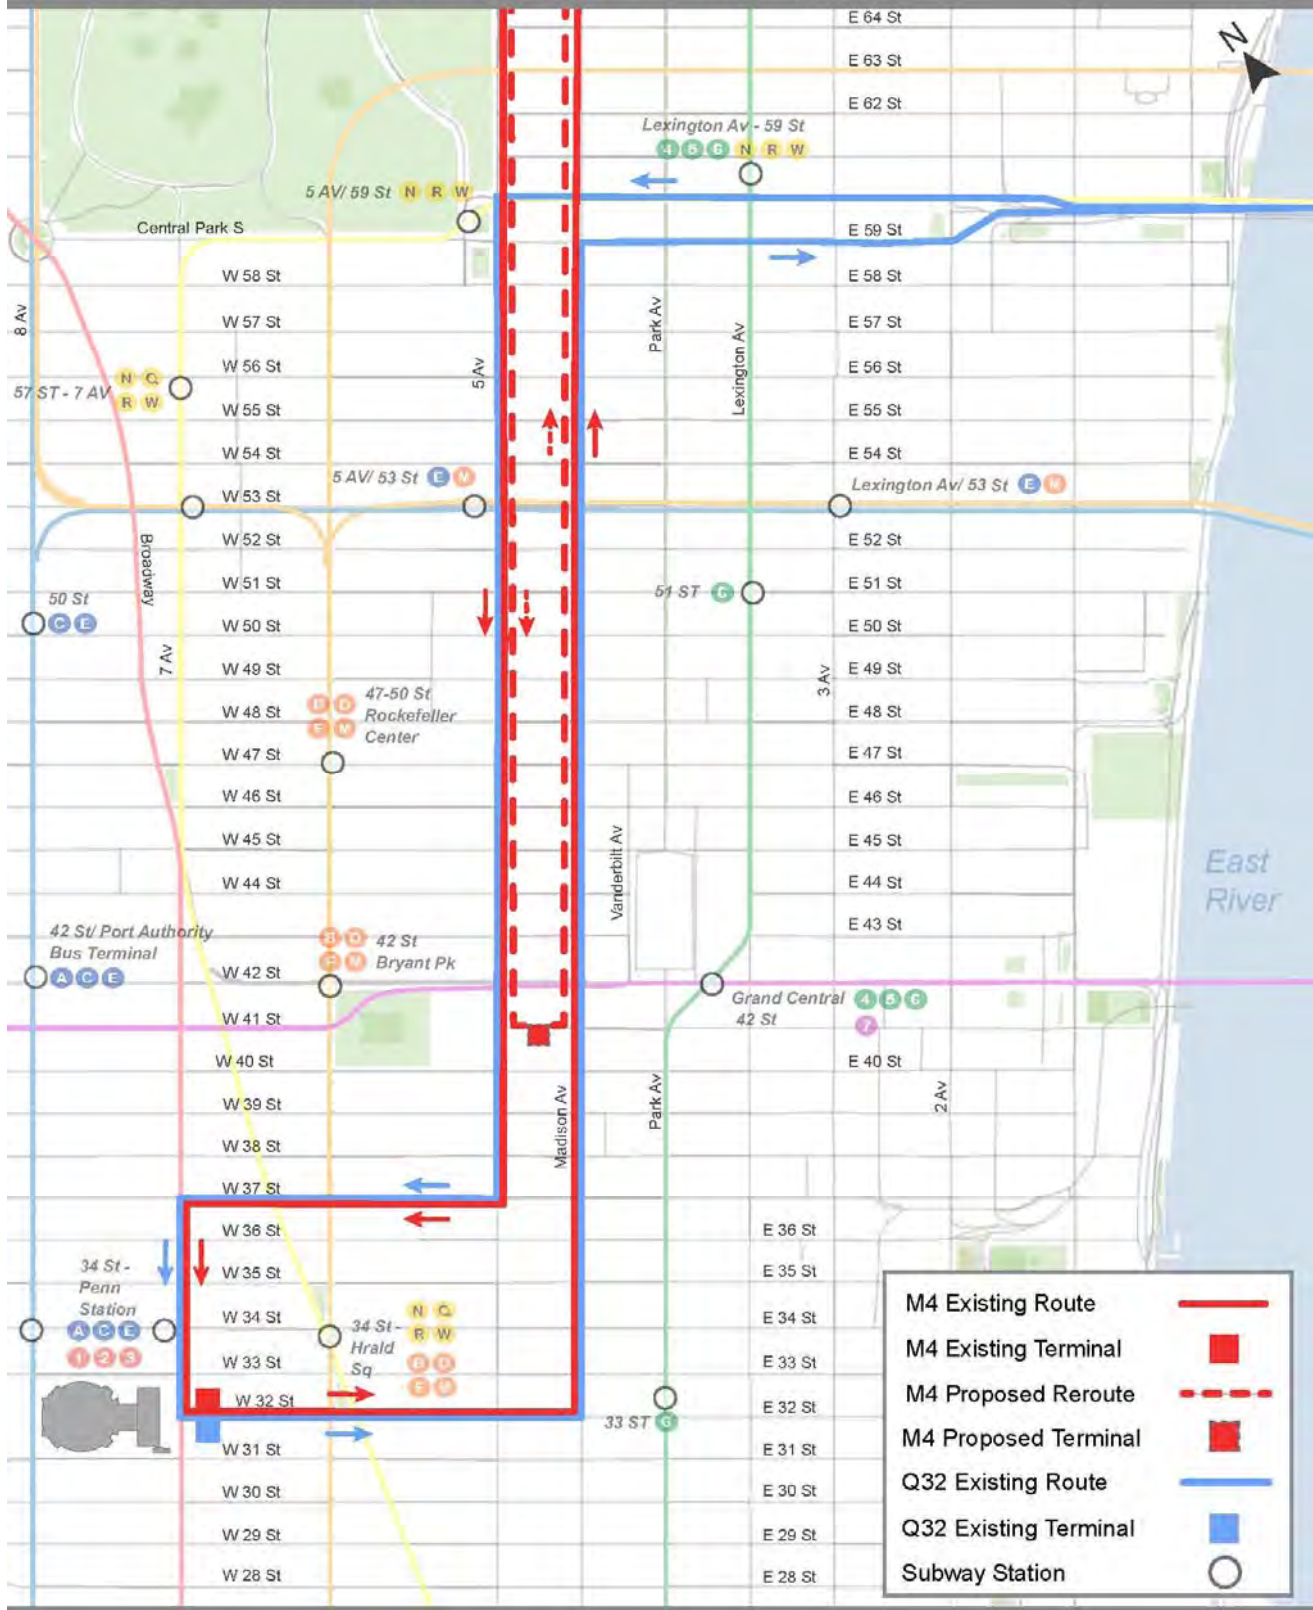 E 64 St
N
E 63 St
E 62 St
Lexington Av - 59 St
4 5 6 N R W
5 AV/ 59 St N R W
Central Park S
E 59 St
W 58 St
E 58 St
8 Av
W 57 St
Park Av
E 57 St
5 Av
Lexington Av
W 56 St
E 56 St
57 ST - 7 AV
N Q
R W
W 55 St
E 55 St
W 54 St
E 54 St
5 AV/ 53 St E M
Lexington Av/ 53 St E M
W 53 St
Broadway
W 52 St
E 52 St
W 51 St
51 ST 6
E 51 St
50 St
C E
W 50 St
E 50 St
7 Av
W 49 St
3 Av
E 49 St
B D
F M
47-50 St
Rockefeller
Center
W 48 St
E 48 St
W 47 St
E 47 St
W 46 St
E 46 St
W 45 St
Vanderbilt Av
E 45 St
East
River
W 44 St
E 44 St
E 43 St
42 St/ Port Authority
Bus Terminal
A C E
B D
F M
42 St
Bryant Pk
W 42 St
Grand Central
42 St
4 5 6
7
W 41 St
W 40 St
E 40 St
W 39 St
Madison Av
Park Av
2 Av
W 38 St
W 37 St
W 36 St
E 36 St
34 St -
Penn
Station
A C E
1 2 3
W 35 St
E 35 St
W 34 St
E 34 St
34 St -
Hrald
Sq
N Q
R W
B D
F M
W 33 St
E 33 St
W 32 St
E 32 St
33 ST 6
W 31 St
E 31 St
W 30 St
E 30 St
W 29 St
E 29 St
W 28 St
E 28 St
M4 Existing Route
M4 Existing Terminal
M4 Proposed Reroute
M4 Proposed Terminal
Q32 Existing Route
Q32 Existing Terminal
Subway Station